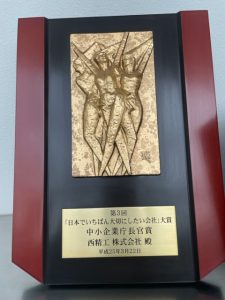 第3回
「日本でいちばん大切にしたい会社」大賞
中小企業庁長官賞
西精工 株式会社 殿
平成25年3月22日